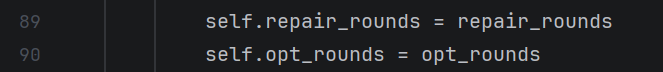 89 self.repair_rounds = repair_rounds
90 self.opt_rounds = opt_rounds